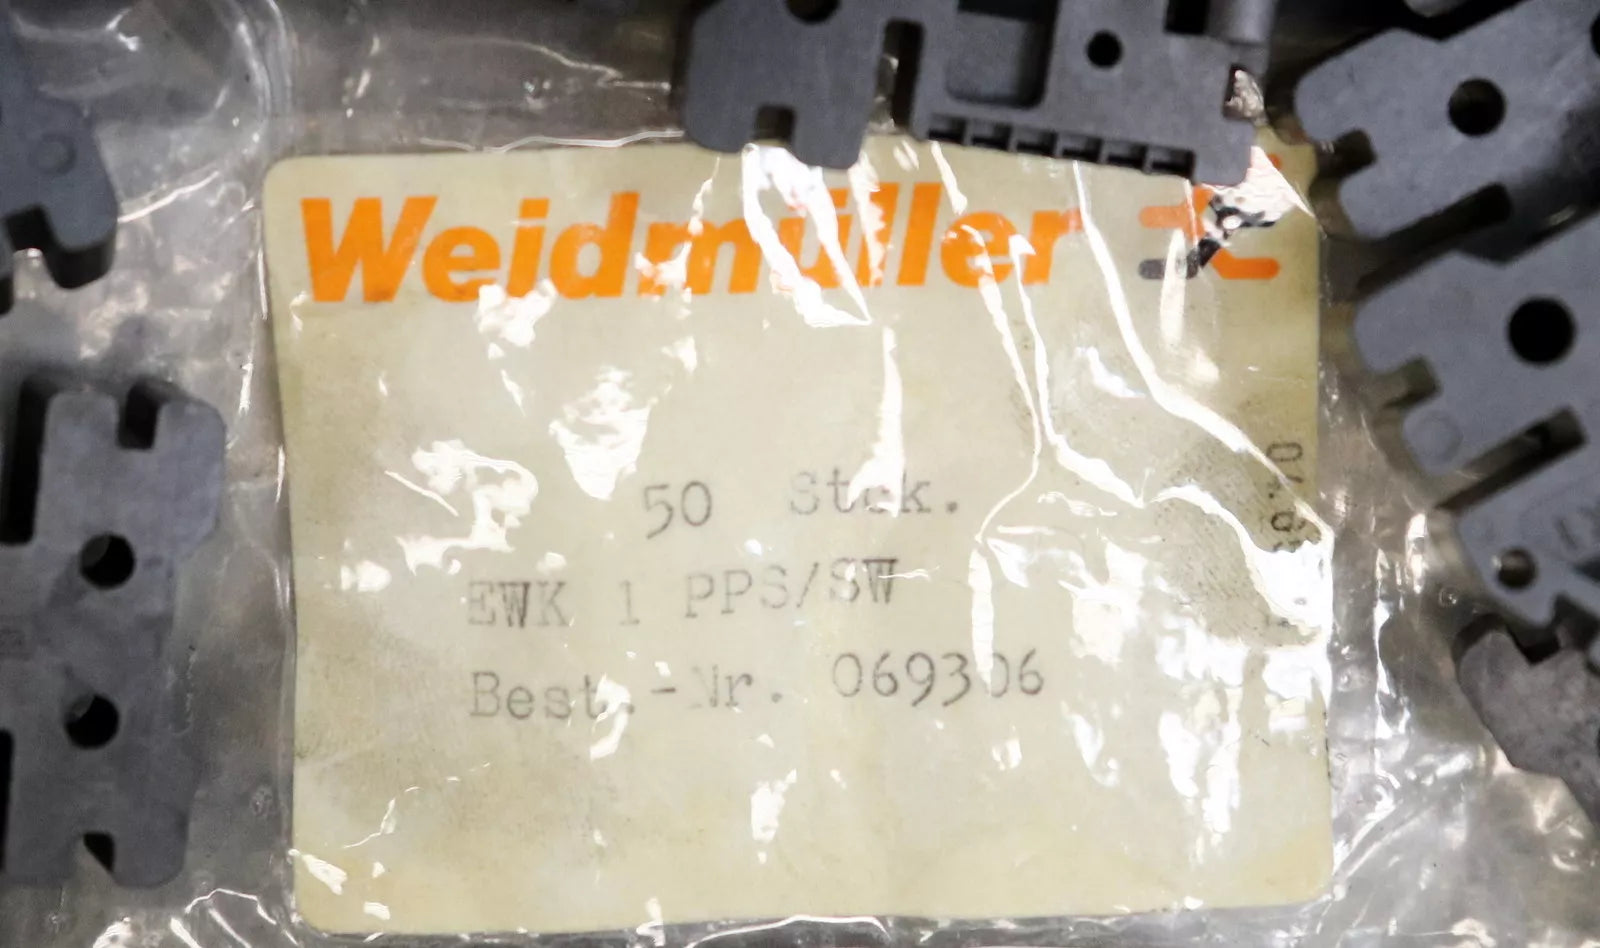 Weidmüller
50 Stck.
EWK 1 PPS/SW
Best.-Nr. 069306